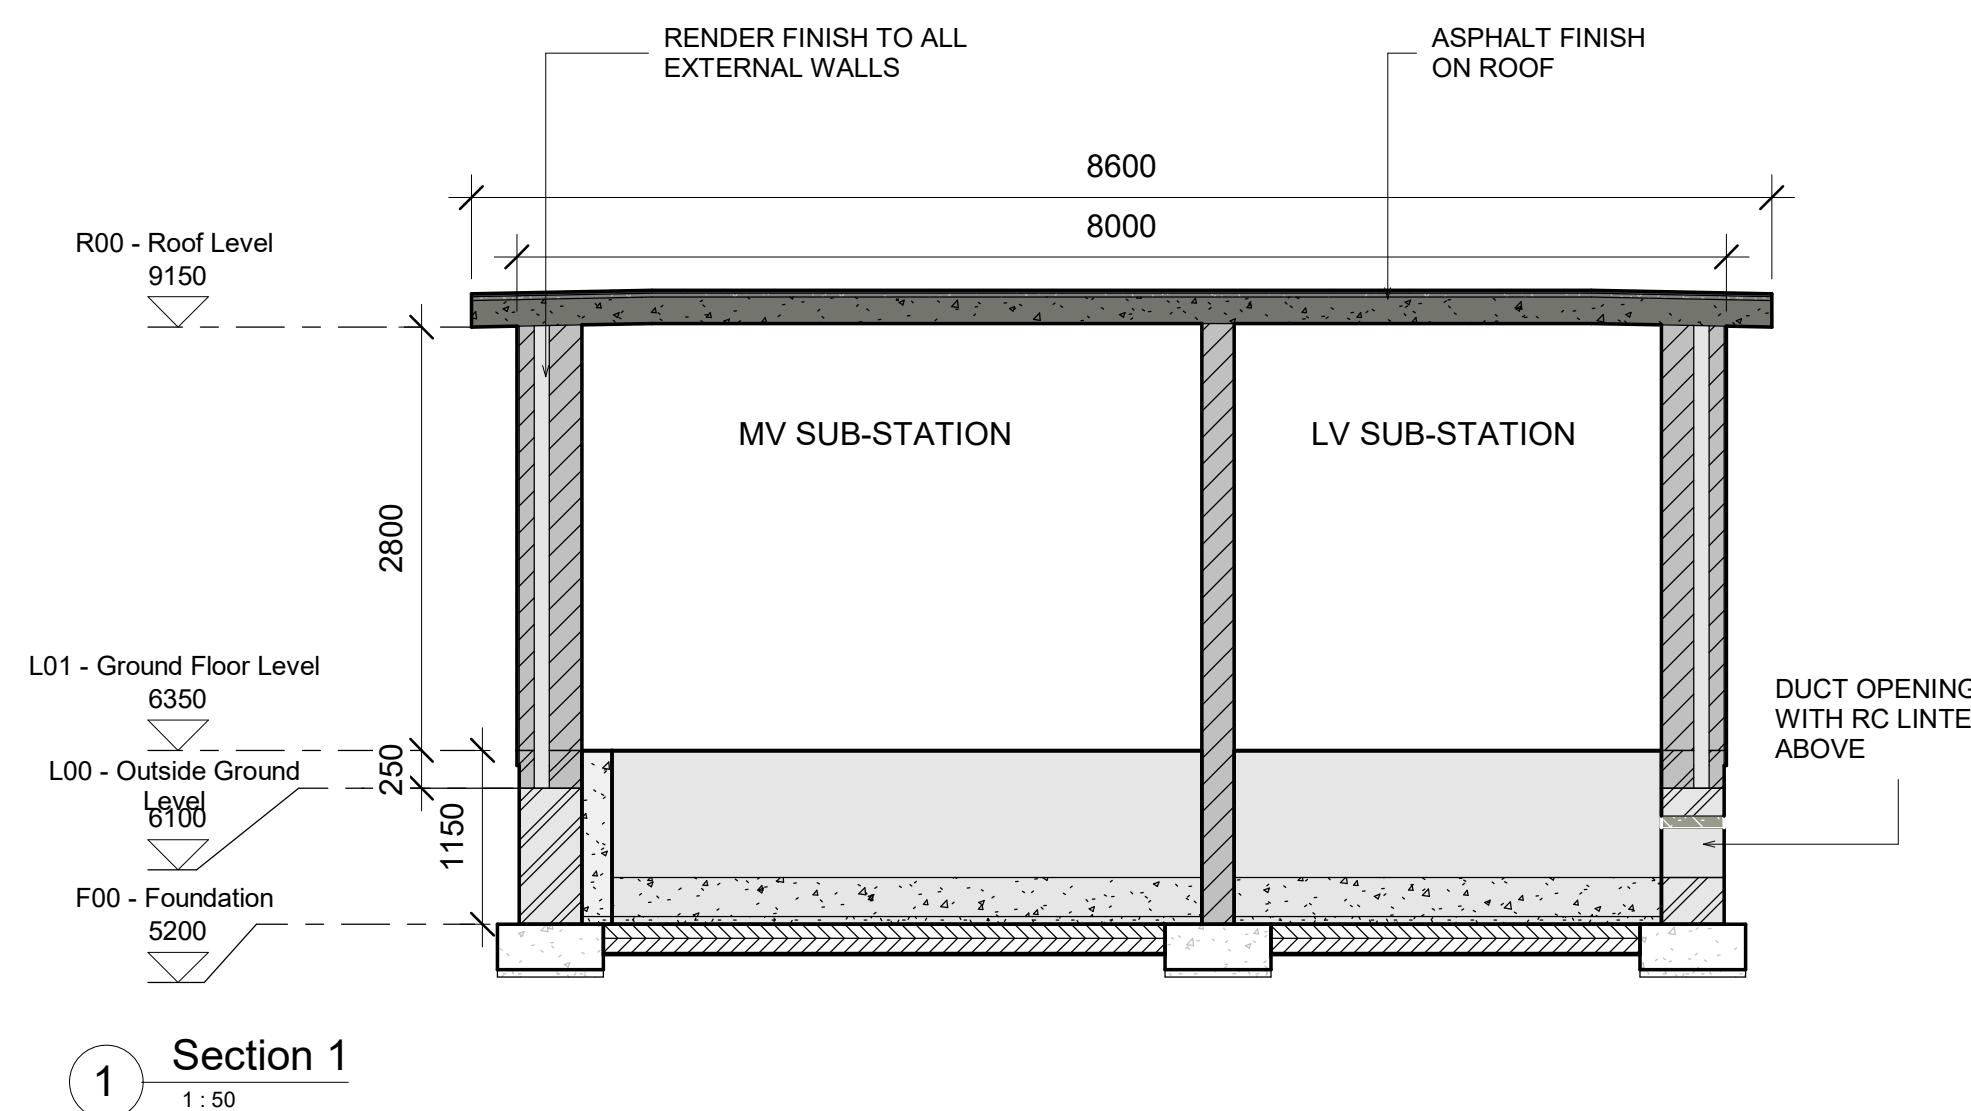 RENDER FINISH TO ALL
EXTERNAL WALLS
ASPHALT FINISH
ON ROOF
8600
8000
R00 - Roof Level
9150
MV SUB-STATION
LV SUB-STATION
2800
L01 - Ground Floor Level
6350
250
L00 - Outside Ground
Level
6100
1150
DUCT OPENING
WITH RC LINTE
ABOVE
F00 - Foundation
5200
1
Section 1
1 : 50